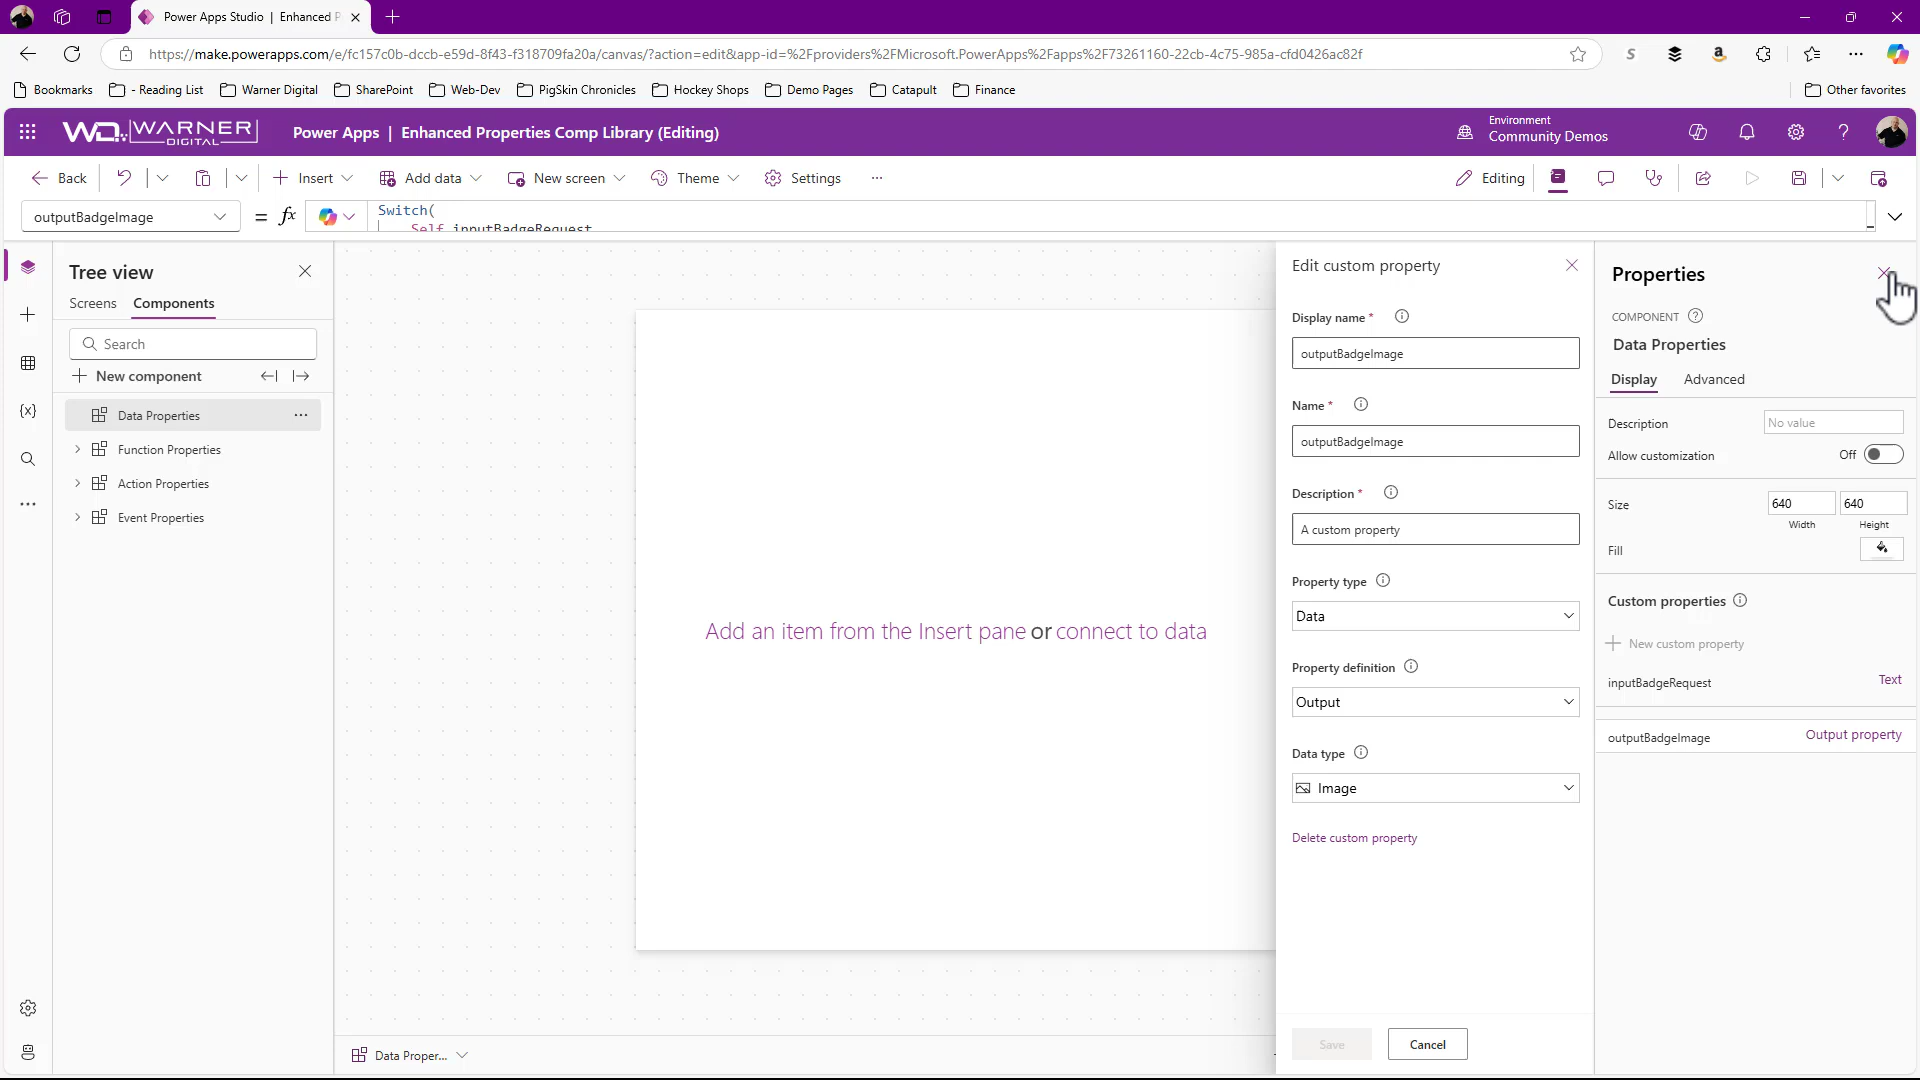 Power Apps Studio | Enhanced P
https://make.powerapps.com/e/fc157c0b-dccb-e59d-8f43-f318709fa20a/canvas/?action=edit&app-id=%2Fproviders%2FMicrosoft.PowerApps%2Fapps%2F73261160-22cb-4c75-985a-cfd0426ac82f
Bookmarks - Reading List Warner Digital SharePoint Web-Dev PigSkin Chronicles Hockey Shops Demo Pages Catapult Finance Other favorites
WD WARNER DIGITAL Power Apps | Enhanced Properties Comp Library (Editing)
Environment
Community Demos
Back Insert Add data New screen Theme Settings ... Editing
outputBadgeImage = fx Switch(
Self.inputBadgeRequest
Tree view
Screens Components
Search
New component
Data Properties ...
Function Properties
Action Properties
Event Properties
Add an item from the Insert pane or connect to data
Data Proper...
Edit custom property
Display name *
outputBadgeImage
Name *
outputBadgeImage
Description *
A custom property
Property type
Data
Property definition
Output
Data type
Image
Delete custom property
Save Cancel
Properties
COMPONENT
Data Properties
Display Advanced
Description No value
Allow customization Off
Size 640 640
Width Height
Fill
Custom properties
New custom property
inputBadgeRequest Text
outputBadgeImage Output property